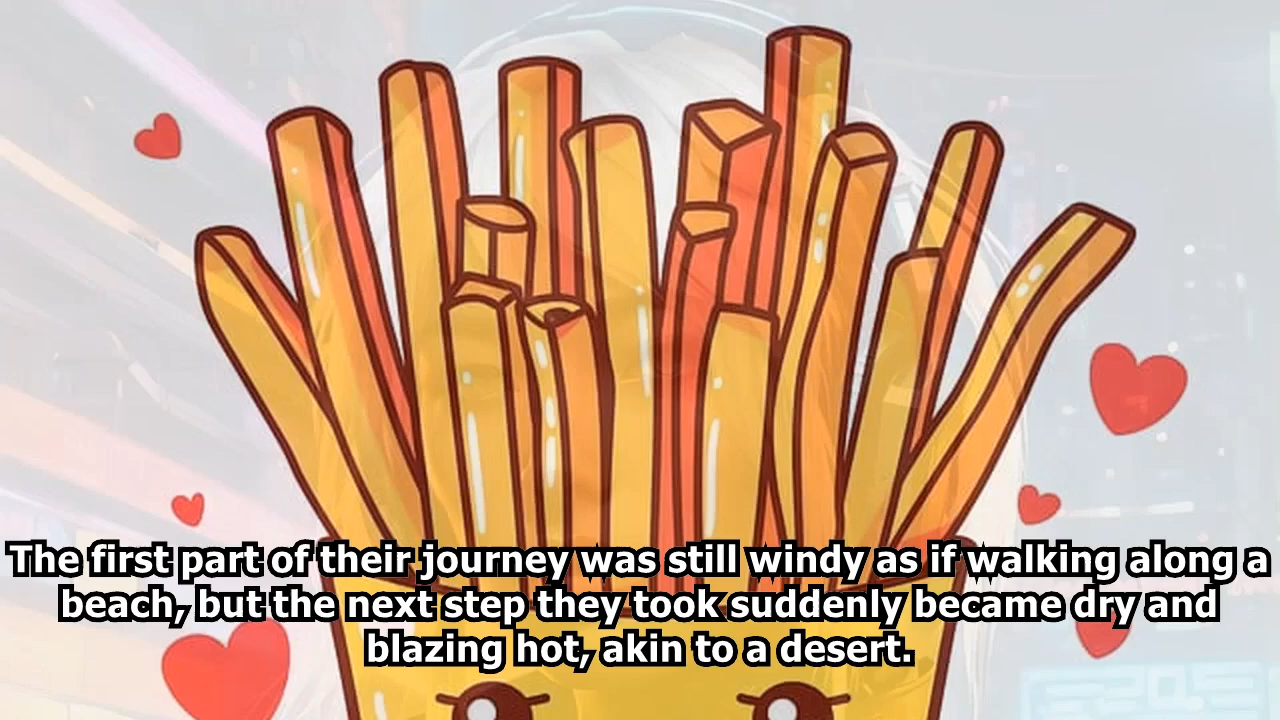 The first part of their journey was still windy as if walking along a
beach, but the next step they took suddenly became dry and
blazing hot, akin to a desert.